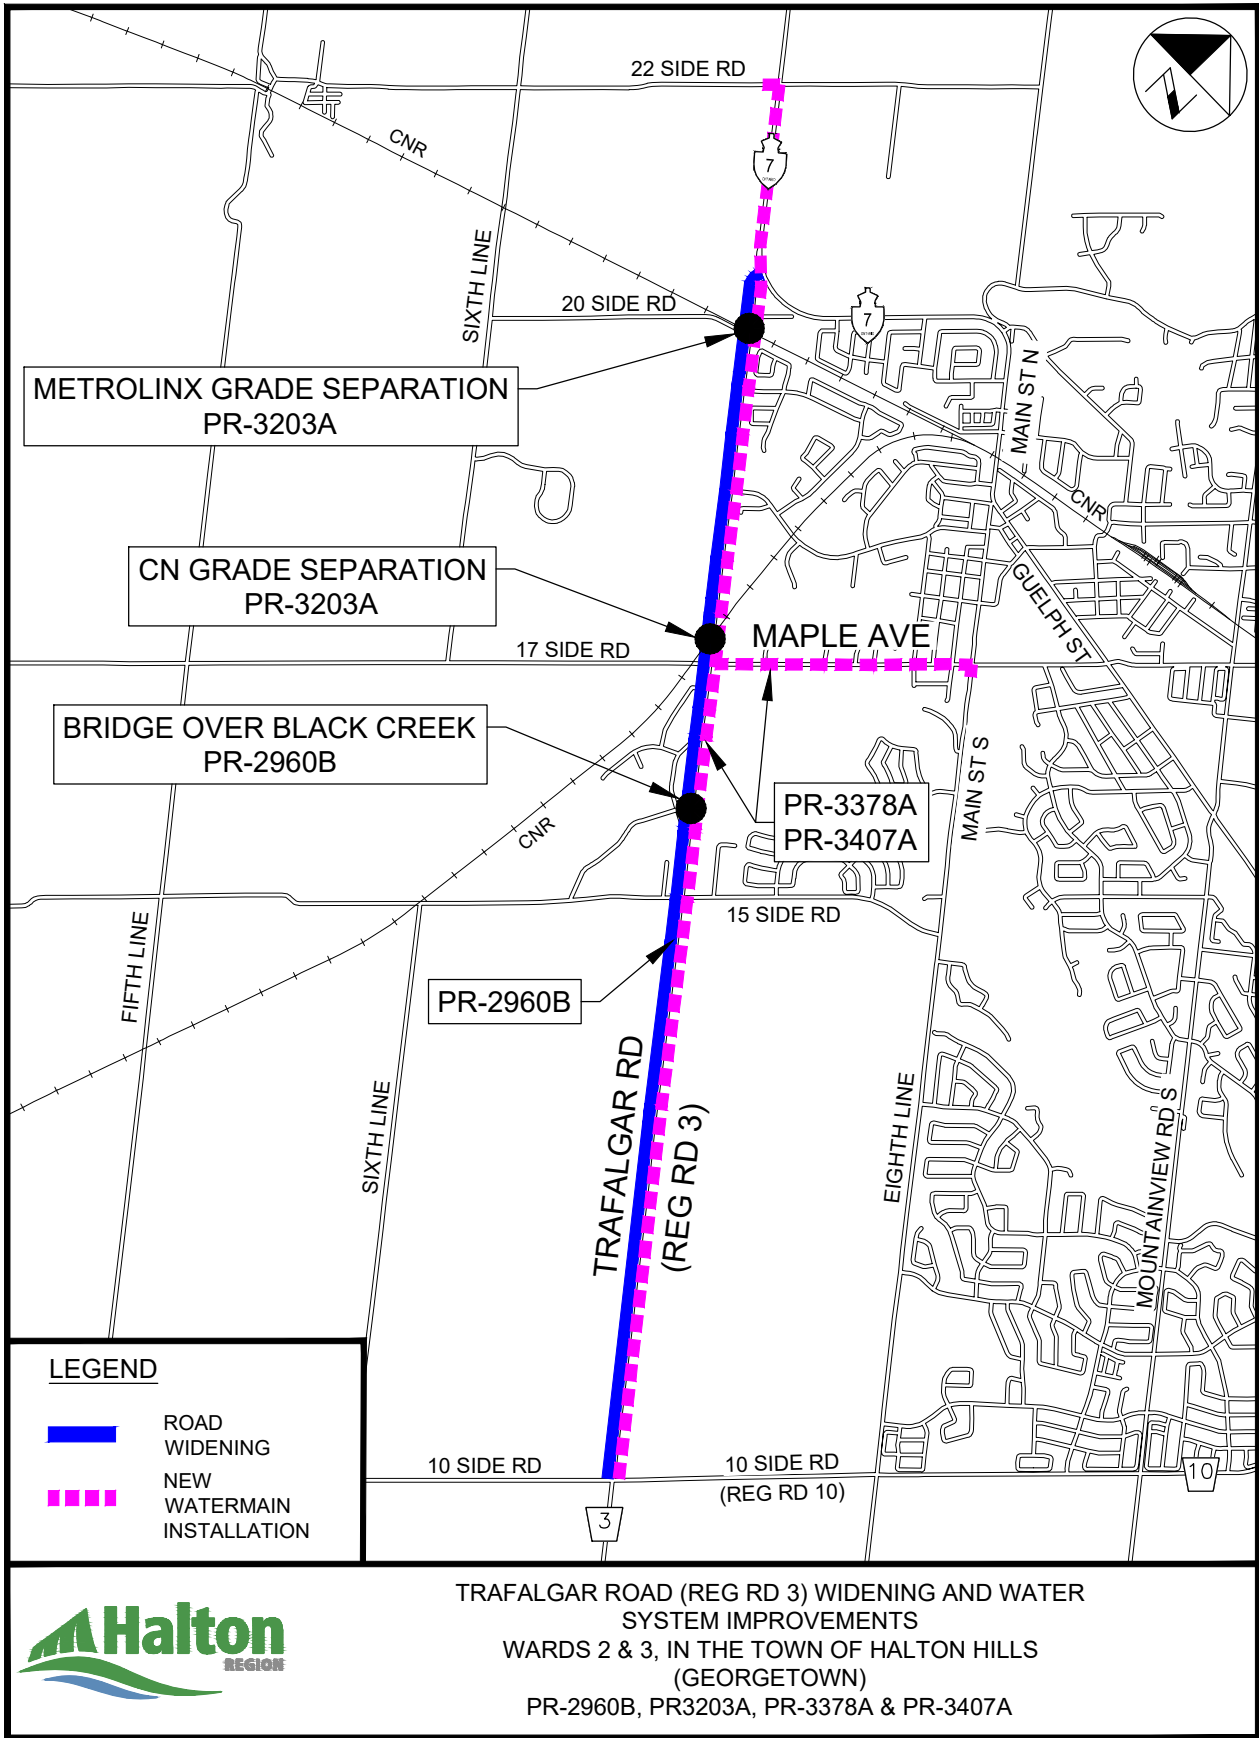 22 SIDE RD
CNR
7
ONTARIO
SIXTH LINE
20 SIDE RD
7
ONTARIO
METROLINX GRADE SEPARATION
PR-3203A
MAIN ST N
CNR
CN GRADE SEPARATION
PR-3203A
GUELPH ST
MAPLE AVE
17 SIDE RD
BRIDGE OVER BLACK CREEK
PR-2960B
MAIN ST S
PR-3378A
PR-3407A
CNR
15 SIDE RD
FIFTH LINE
PR-2960B
TRAFALGAR RD
(REG RD 3)
SIXTH LINE
EIGHTH LINE
MOUNTAINVIEW RD S
10 SIDE RD
10 SIDE RD
(REG RD 10)
10
3
LEGEND
ROAD
WIDENING
NEW
WATERMAIN
INSTALLATION
Halton
REGION
TRAFALGAR ROAD (REG RD 3) WIDENING AND WATER
SYSTEM IMPROVEMENTS
WARDS 2 & 3, IN THE TOWN OF HALTON HILLS
(GEORGETOWN)
PR-2960B, PR3203A, PR-3378A & PR-3407A